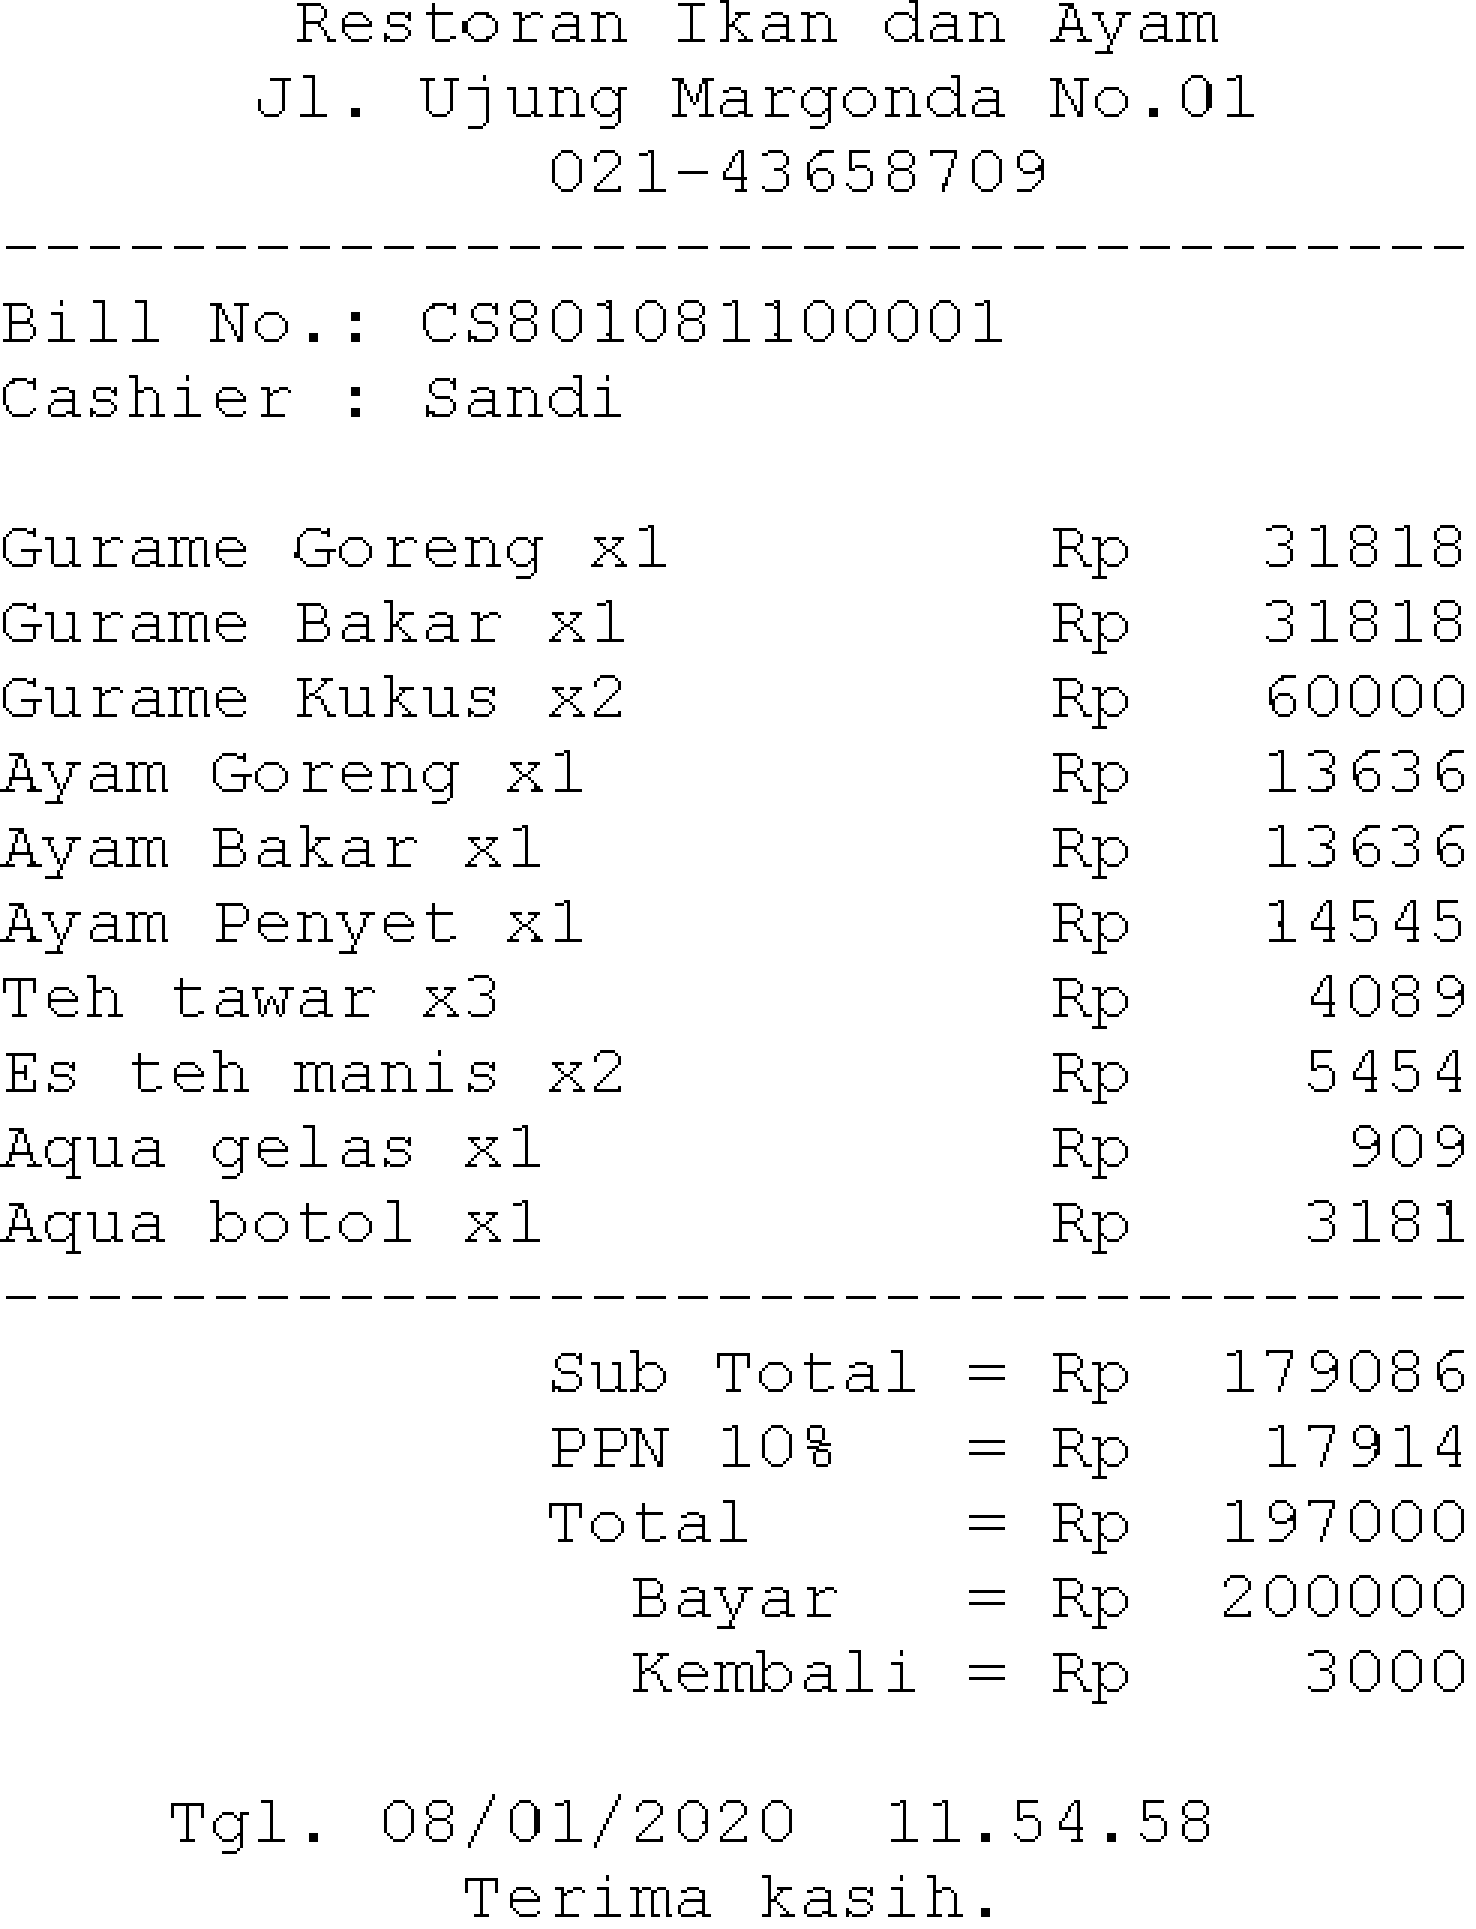 Restoran Ikan dan Ayam
Jl. Ujung Margonda No.01
021-43658709
-----------------------------------
Bill No.: CS801081100001
Cashier : Sandi
Gurame Goreng x1 Rp 31818
Gurame Bakar x1 Rp 31818
Gurame Kukus x2 Rp 60000
Ayam Goreng x1 Rp 13636
Ayam Bakar x1 Rp 13636
Ayam Penyet x1 Rp 14545
Teh tawar x3 Rp 4089
Es teh manis x2 Rp 5454
Aqua gelas x1 Rp 909
Aqua botol x1 Rp 3181
-----------------------------------
Sub Total = Rp 179086
PPN 10% = Rp 17914
Total = Rp 197000
Bayar = Rp 200000
Kembali = Rp 3000
Tgl. 08/01/2020 11.54.58
Terima kasih.